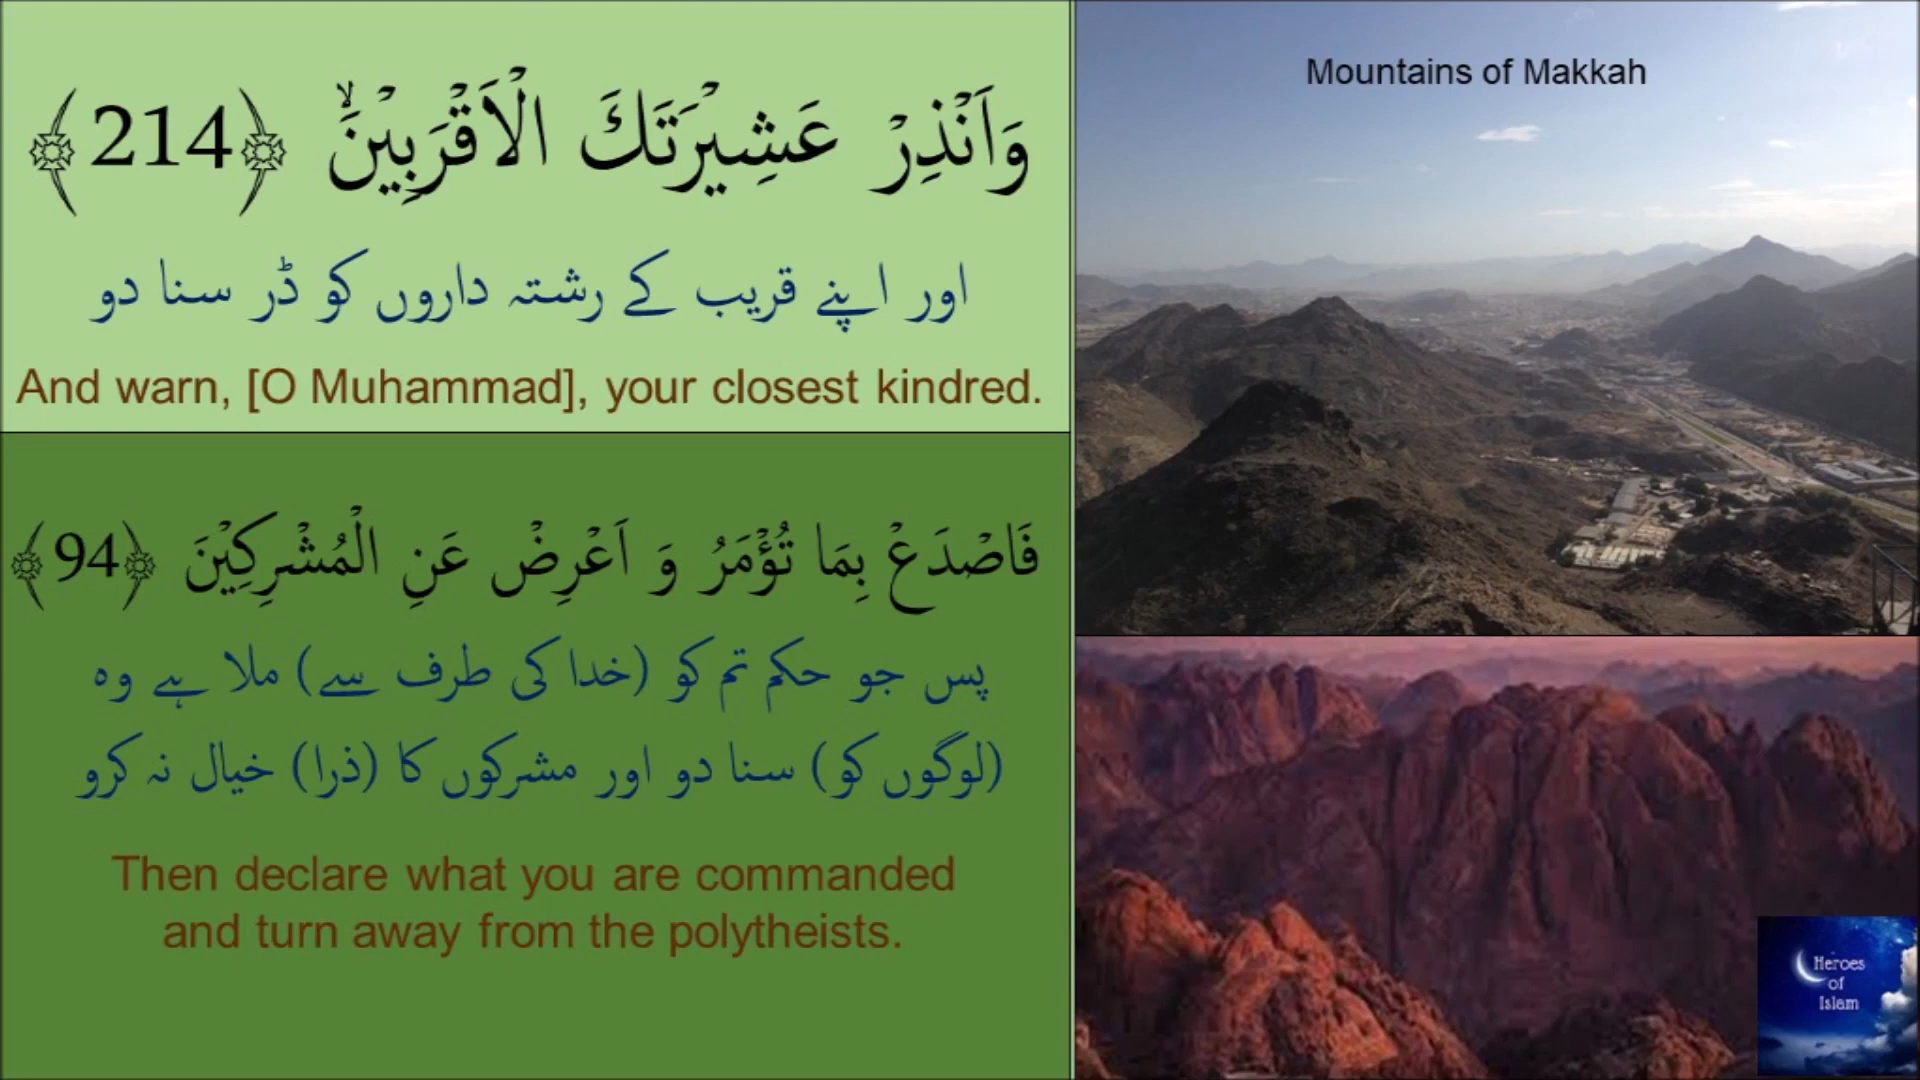 وَاَنْذِرْ عَشِيْرَتَكَ الْاَقْرَبِيْنَۙ ﴿214﴾
اور اپنے قریب کے رشتہ داروں کو ڈر سنا دو
And warn, [O Muhammad], your closest kindred.
فَاصْدَعْ بِمَا تُؤْمَرُ وَ اَعْرِضْ عَنِ الْمُشْرِكِيْنَ ﴿94﴾
پس جو حکم تم کو (خدا کی طرف سے) ملا ہے وہ
(لوگوں کو) سنا دو اور مشرکوں کا (ذرا) خیال نہ کرو
Then declare what you are commanded
and turn away from the polytheists.
Mountains of Makkah
Heroes
of
Islam